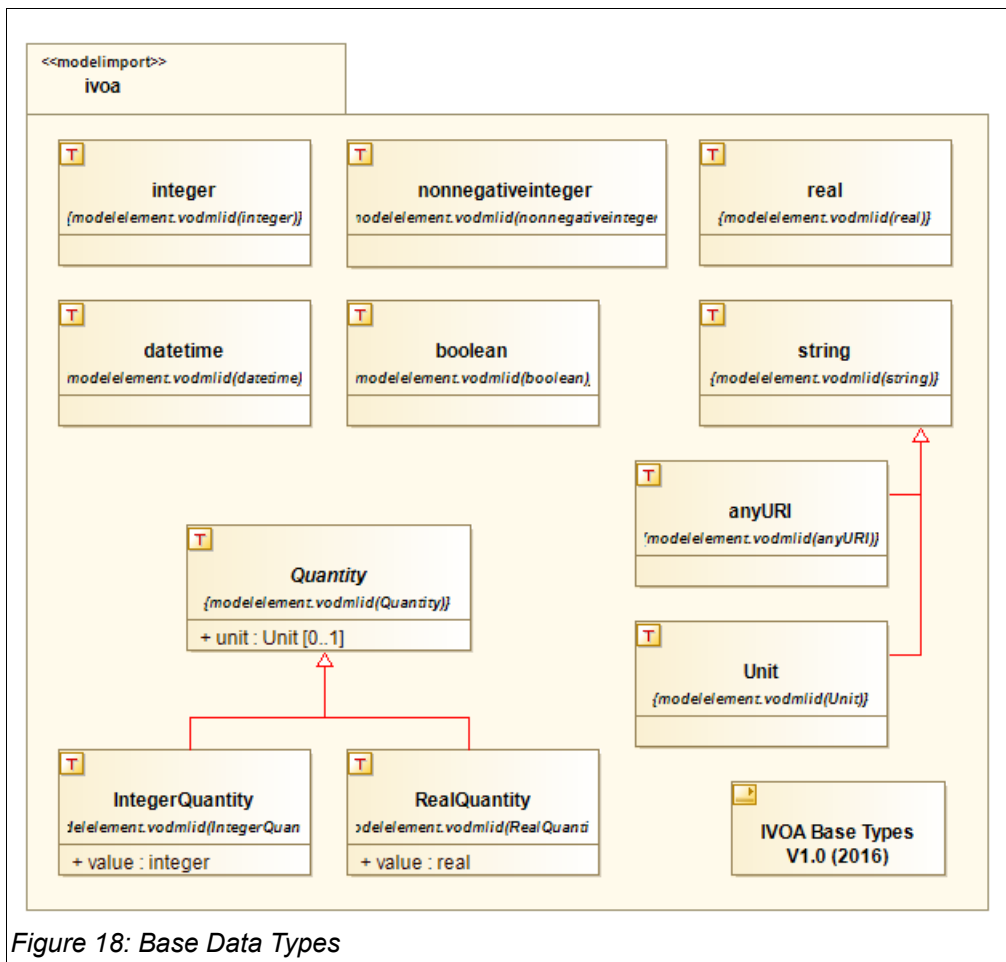 <<modelimport>>
ivoa
T
integer
{modelelement.vodmlid(integer)}
T
nonnegativeinteger
modelelement.vodmlid(nonnegativeinteger
T
real
{modelelement.vodmlid(real)}
T
datetime
modelelement.vodmlid(datetime)
T
boolean
modelelement.vodmlid(boolean)
T
string
{modelelement.vodmlid(string)}
T
anyURI
{modelelement.vodmlid(anyURI)}
T
Quantity
{modelelement.vodmlid(Quantity)}
+ unit : Unit [0..1]
T
Unit
{modelelement.vodmlid(Unit)}
T
IntegerQuantity
delelement.vodmlid(IntegerQuan
+ value : integer
T
RealQuantity
odelelement.vodmlid(RealQuanti
+ value : real
IVOA Base Types
V1.0 (2016)
Figure 18: Base Data Types